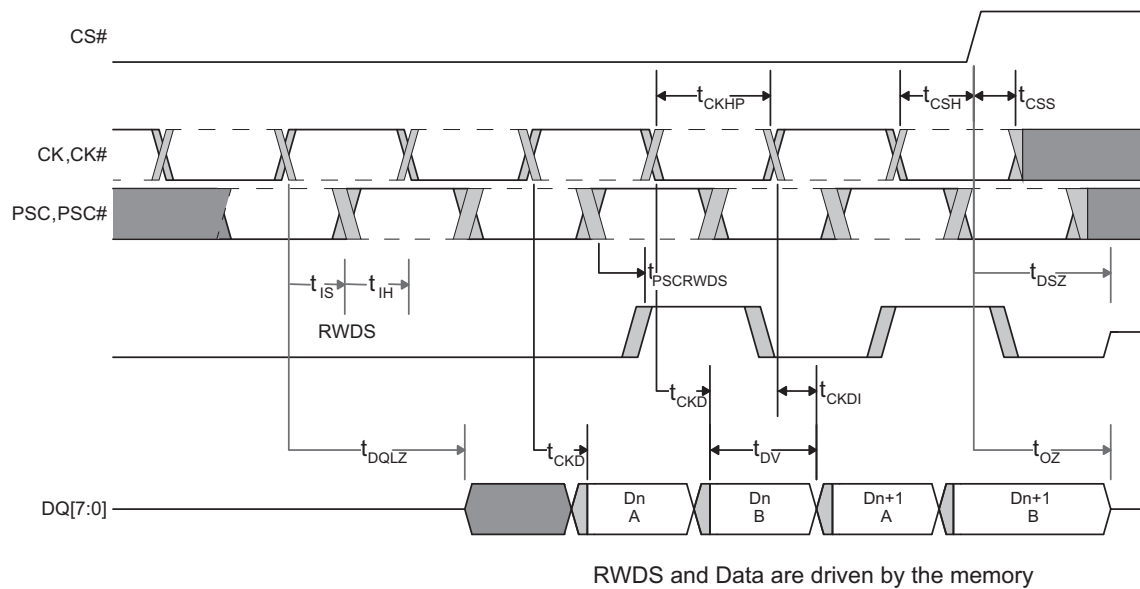 CS#
tCKHP
tCSH
tCSS
CK,CK#
PSC,PSC#
tIS
tIH
tPSCRWDS
tDSZ
RWDS
tCKD
tCKDI
tDQLZ
tCKD
tDV
tOZ
DQ[7:0]
Dn
A
Dn
B
Dn+1
A
Dn+1
B
RWDS and Data are driven by the memory